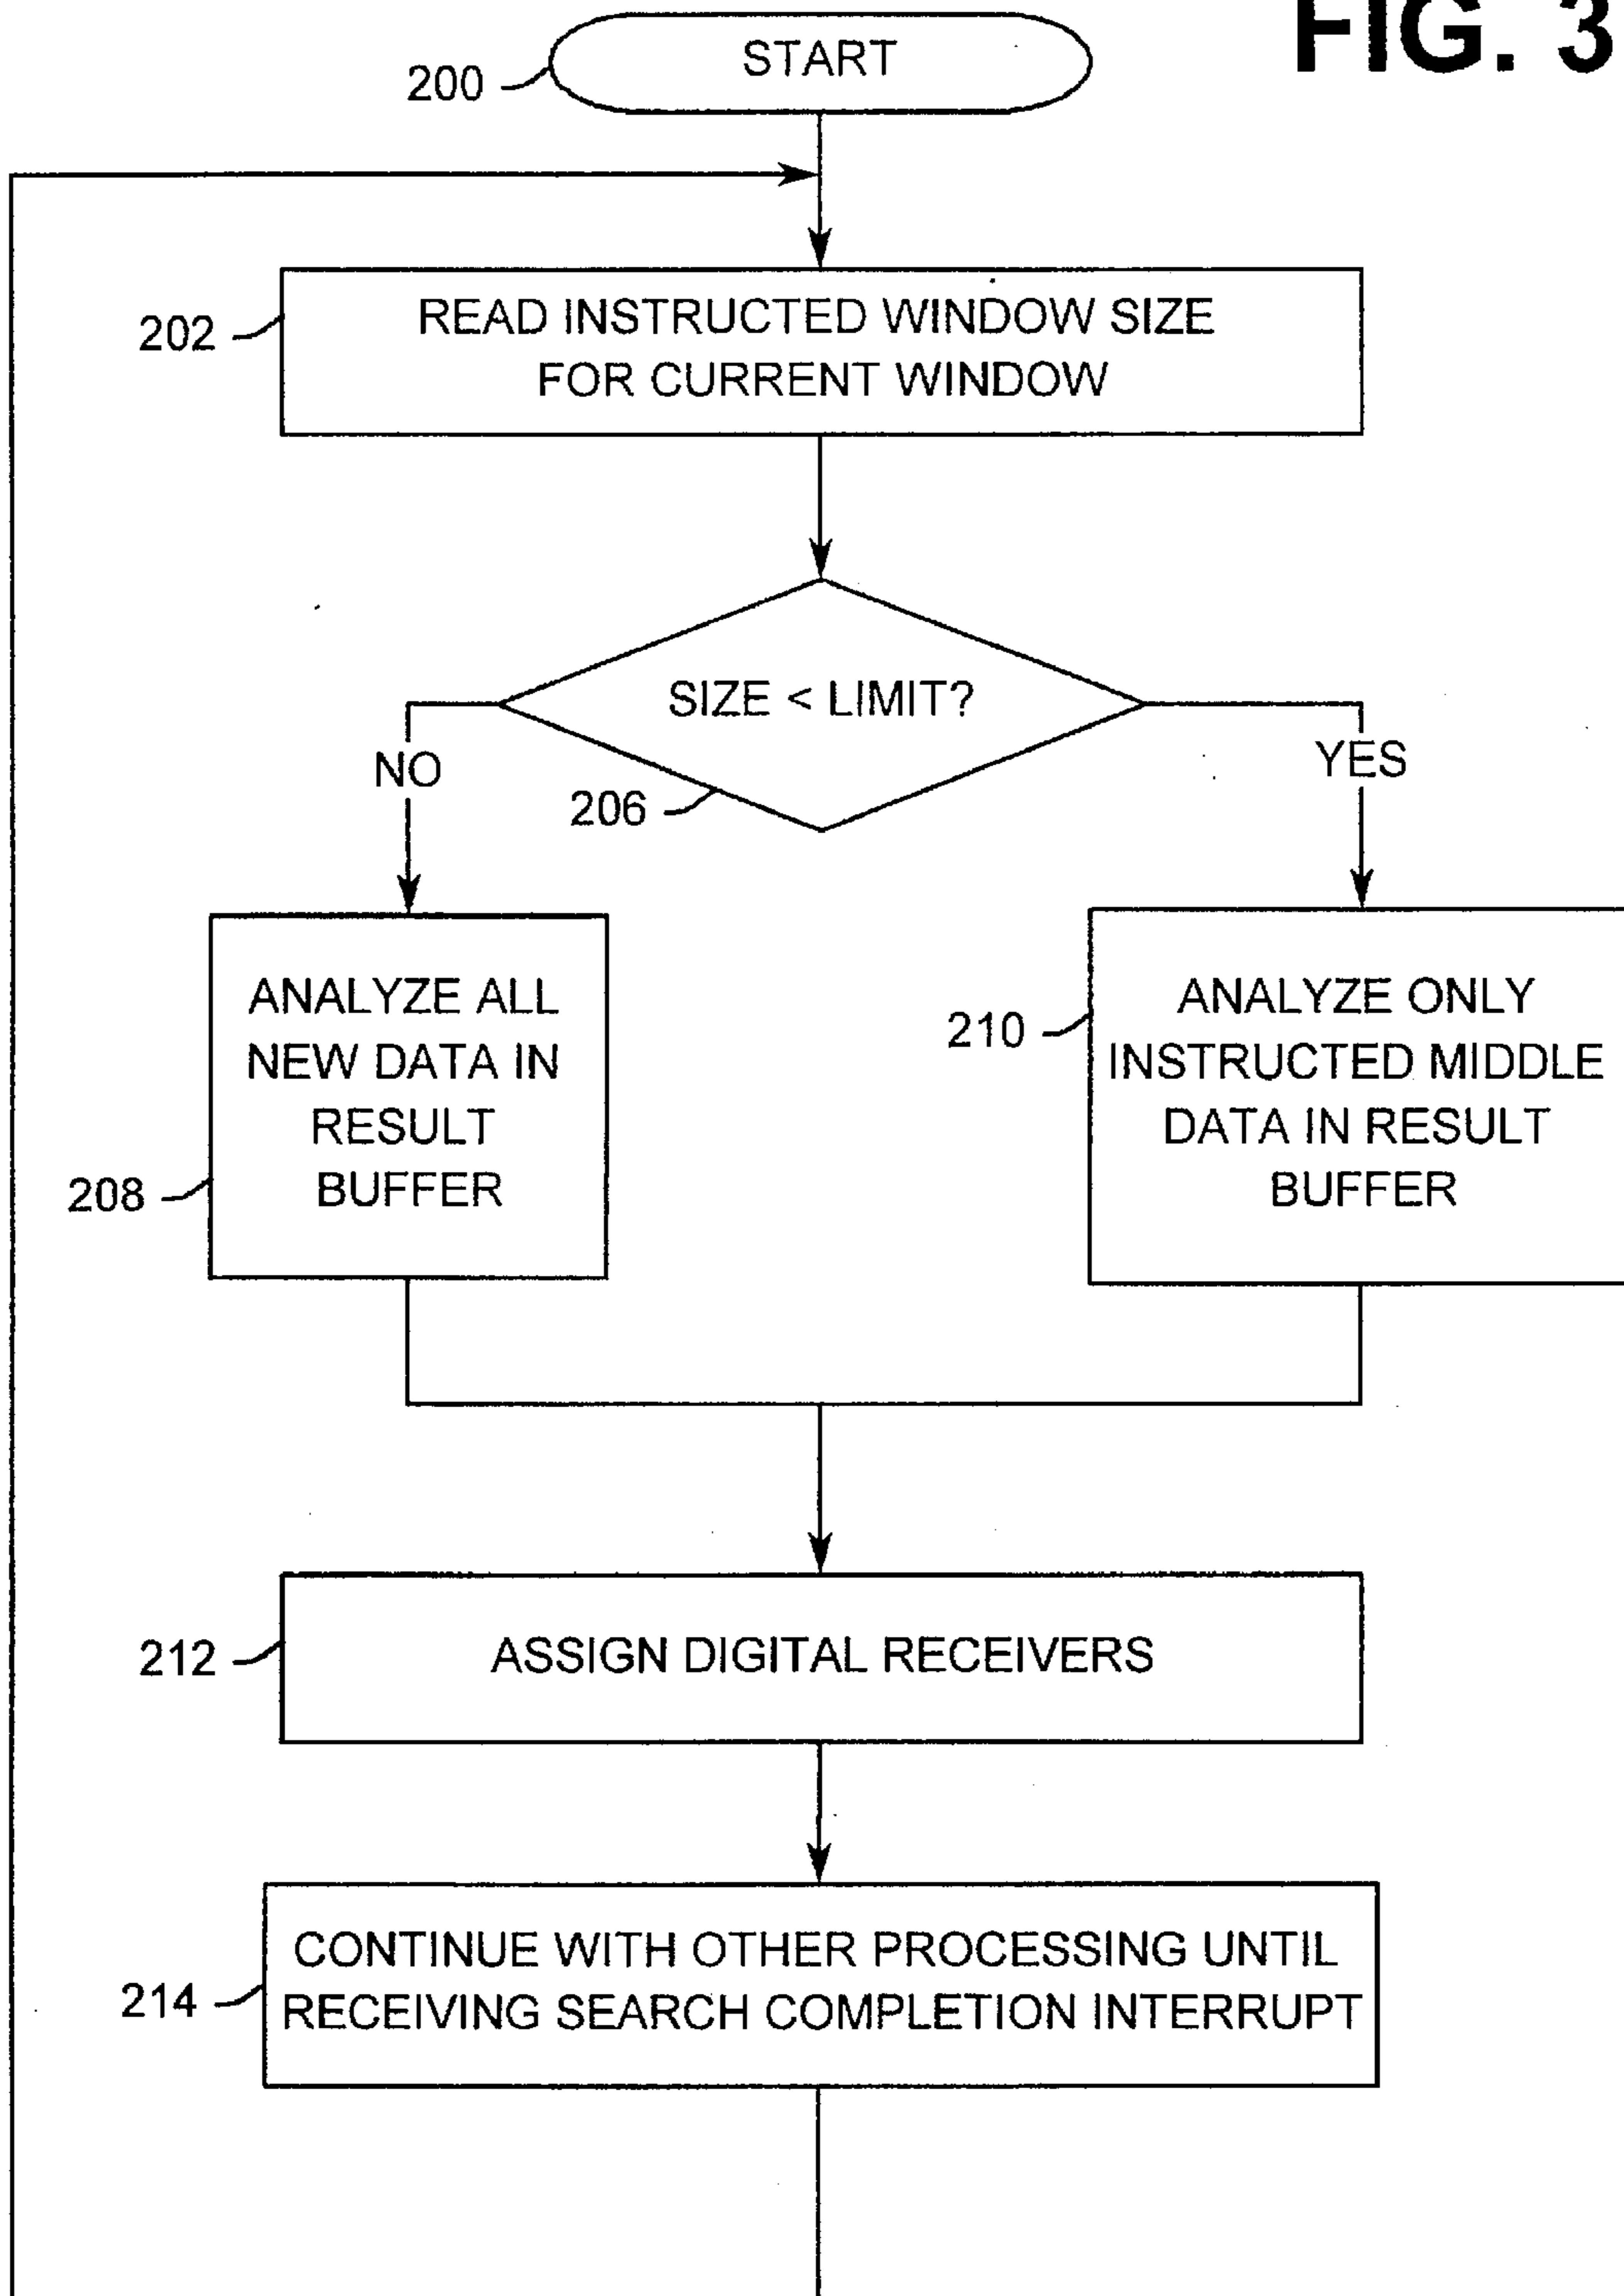 FIG. 3
START
200
READ INSTRUCTED WINDOW SIZE
FOR CURRENT WINDOW
202
SIZE < LIMIT?
NO
YES
206
ANALYZE ALL
NEW DATA IN
RESULT
BUFFER
208
ANALYZE ONLY
INSTRUCTED MIDDLE
DATA IN RESULT
BUFFER
210
ASSIGN DIGITAL RECEIVERS
212
CONTINUE WITH OTHER PROCESSING UNTIL
RECEIVING SEARCH COMPLETION INTERRUPT
214